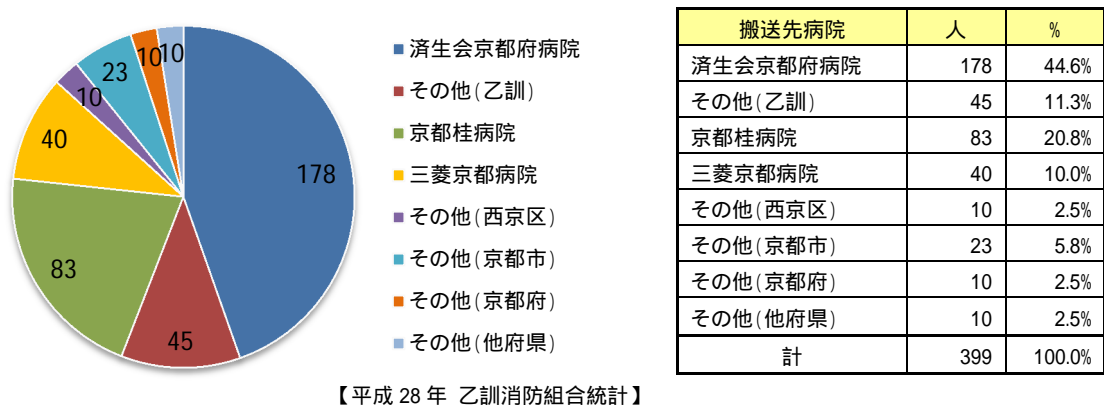 178
45
83
40
10
23
10
10
済生会京都府病院
その他(乙訓)
京都桂病院
三菱京都病院
その他(西京区)
その他(京都市)
その他(京都府)
その他(他府県)
搬送先病院 人 %
済生会京都府病院 178 44.6%
その他(乙訓) 45 11.3%
京都桂病院 83 20.8%
三菱京都病院 40 10.0%
その他(西京区) 10 2.5%
その他(京都市) 23 5.8%
その他(京都府) 10 2.5%
その他(他府県) 10 2.5%
計 399 100.0%
【平成 28 年 乙訓消防組合統計】